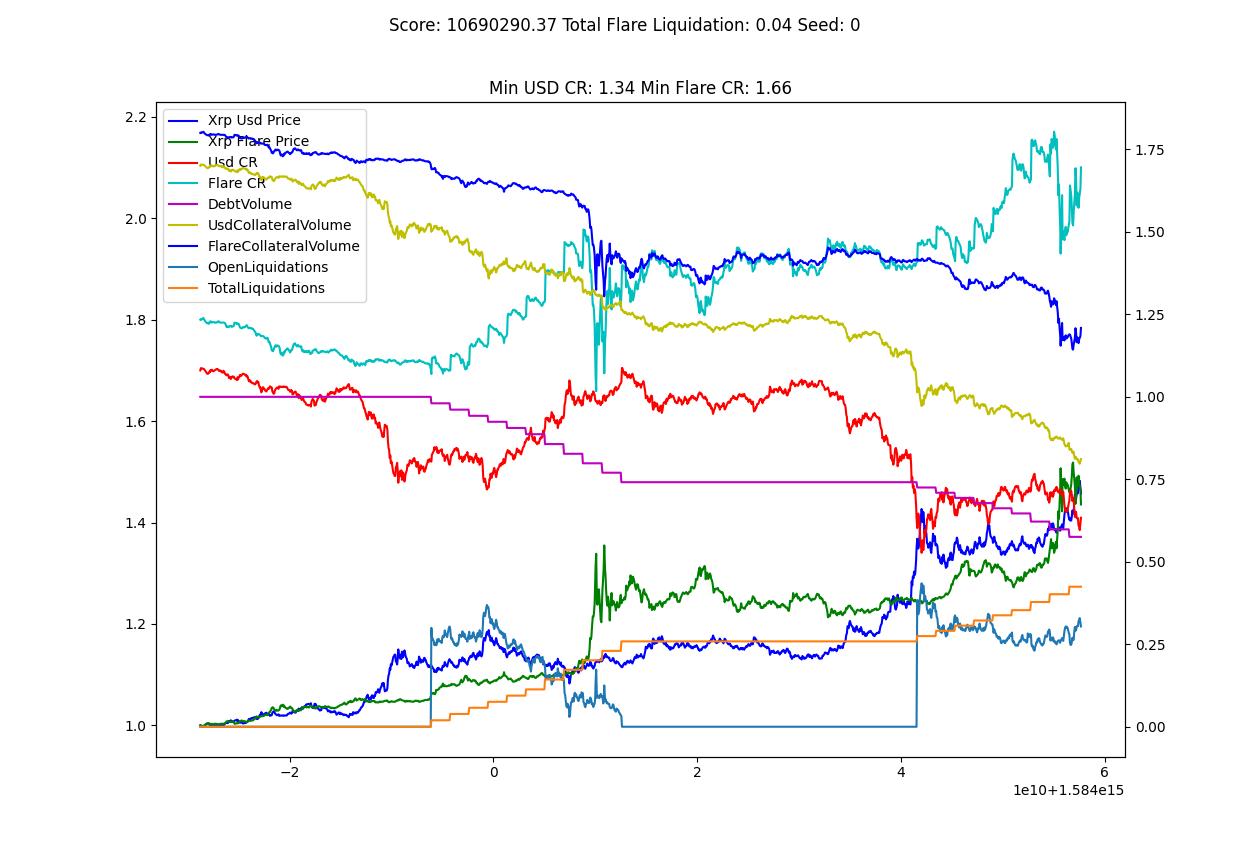 Score: 10690290.37 Total Flare Liquidation: 0.04 Seed: 0
Min USD CR: 1.34 Min Flare CR: 1.66
Xrp Usd Price
Xrp Flare Price
Usd CR
Flare CR
DebtVolume
UsdCollateralVolume
FlareCollateralVolume
OpenLiquidations
TotalLiquidations
2.2
2.0
1.8
1.6
1.4
1.2
1.0
1.75
1.50
1.25
1.00
0.75
0.50
0.25
0.00
−2
0
2
4
6
1e10+1.584e15